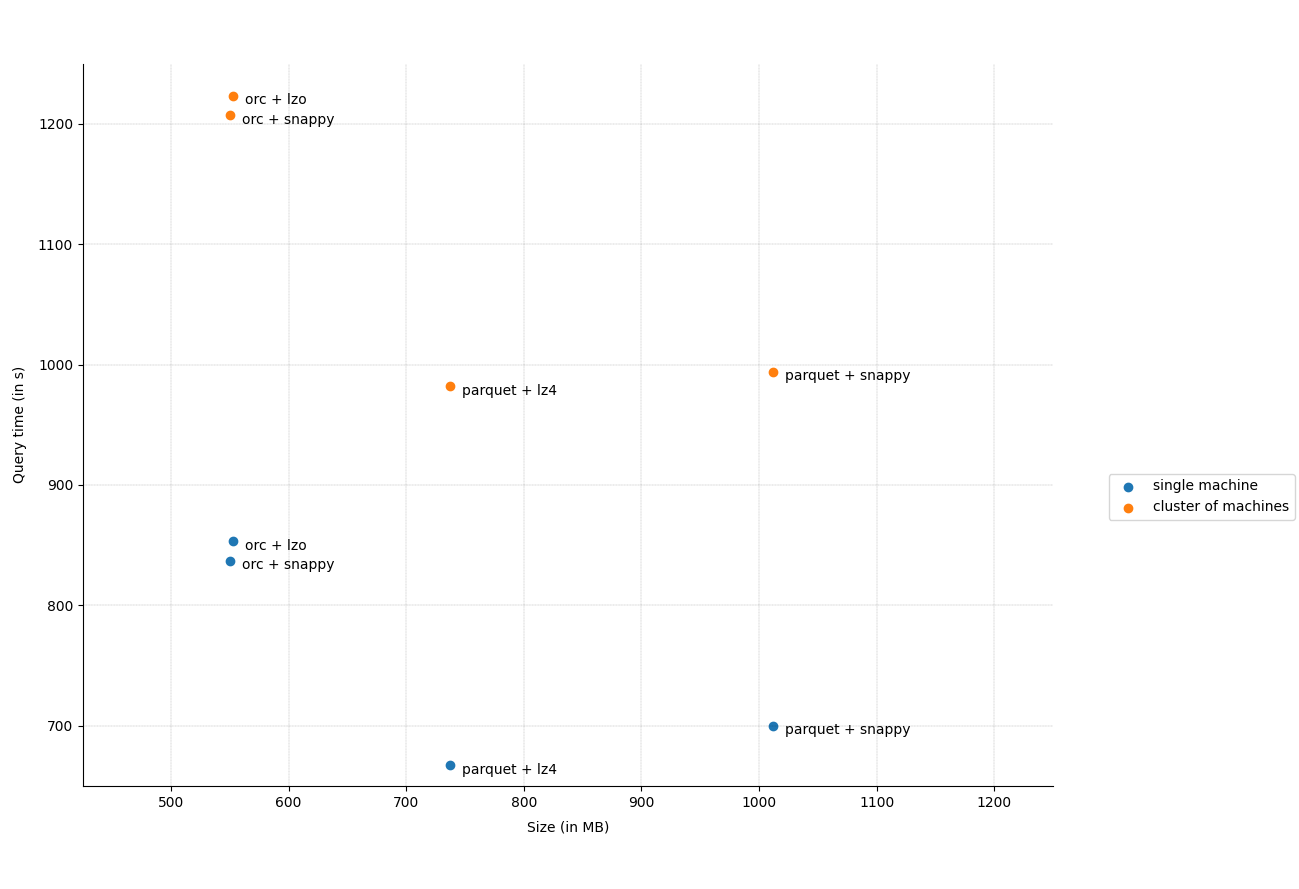 orc + lzo
orc + snappy
1200
1100
1000
parquet + snappy
parquet + lz4
Query time (in s)
900
single machine
cluster of machines
orc + lzo
orc + snappy
800
700
parquet + snappy
parquet + lz4
500 600 700 800 900 1000 1100 1200
Size (in MB)